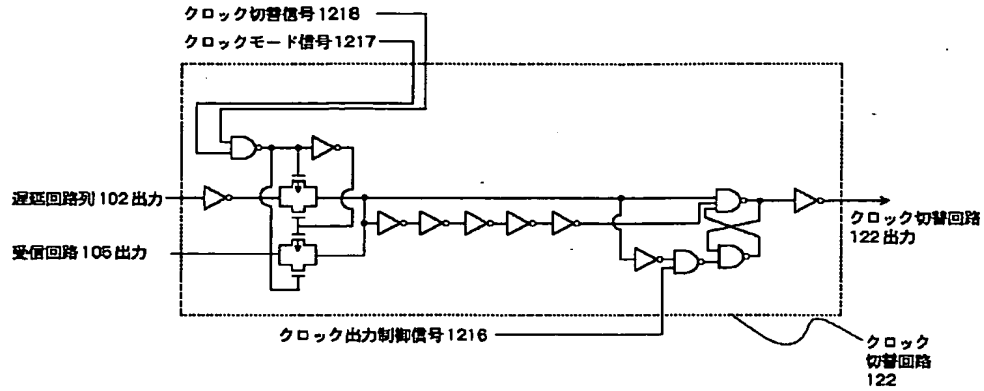 クロック切替信号1218
クロックモード信号1217
遅延回路列102出力
受信回路105出力
クロック切替回路
122出力
クロック出力制御信号1216
クロック
切替回路
122